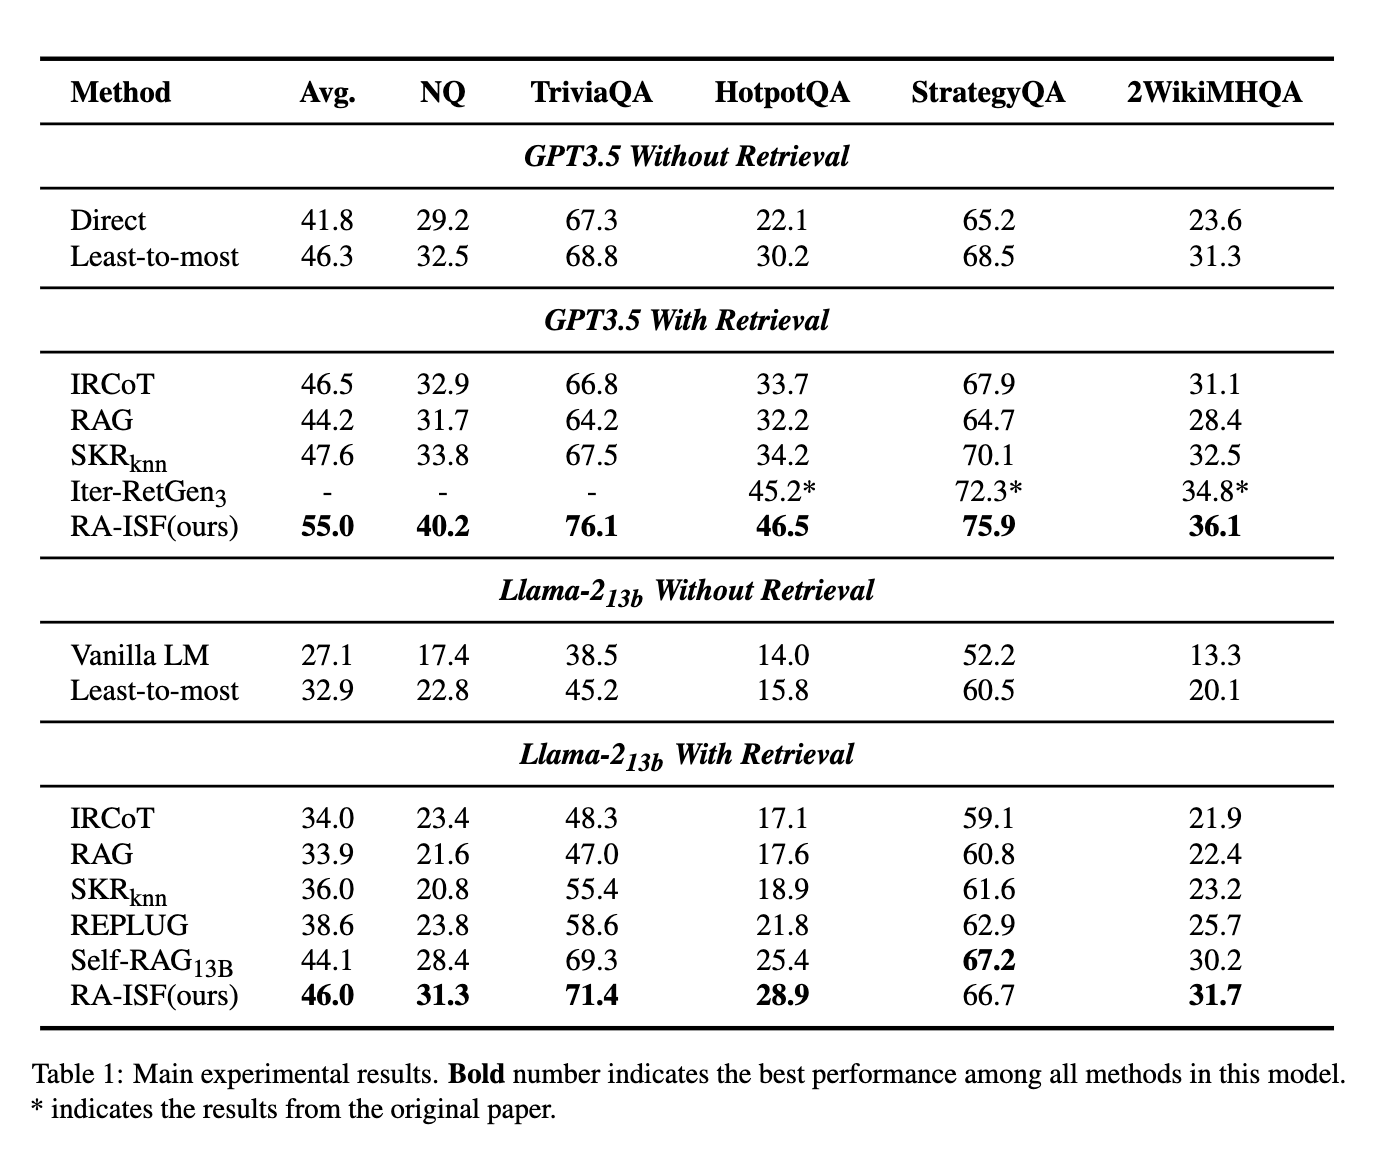 Method Avg. NQ TriviaQA HotpotQA StrategyQA 2WikiMHQA
GPT3.5 Without Retrieval
Direct 41.8 29.2 67.3 22.1 65.2 23.6
Least-to-most 46.3 32.5 68.8 30.2 68.5 31.3
GPT3.5 With Retrieval
IRCoT 46.5 32.9 66.8 33.7 67.9 31.1
RAG 44.2 31.7 64.2 32.2 64.7 28.4
SKRknn 47.6 33.8 67.5 34.2 70.1 32.5
Iter-RetGen3 - - - 45.2* 72.3* 34.8*
RA-ISF(ours) 55.0 40.2 76.1 46.5 75.9 36.1
Llama-213b Without Retrieval
Vanilla LM 27.1 17.4 38.5 14.0 52.2 13.3
Least-to-most 32.9 22.8 45.2 15.8 60.5 20.1
Llama-213b With Retrieval
IRCoT 34.0 23.4 48.3 17.1 59.1 21.9
RAG 33.9 21.6 47.0 17.6 60.8 22.4
SKRknn 36.0 20.8 55.4 18.9 61.6 23.2
REPLUG 38.6 23.8 58.6 21.8 62.9 25.7
Self-RAG13B 44.1 28.4 69.3 25.4 67.2 30.2
RA-ISF(ours) 46.0 31.3 71.4 28.9 66.7 31.7
Table 1: Main experimental results. Bold number indicates the best performance among all methods in this model.
* indicates the results from the original paper.